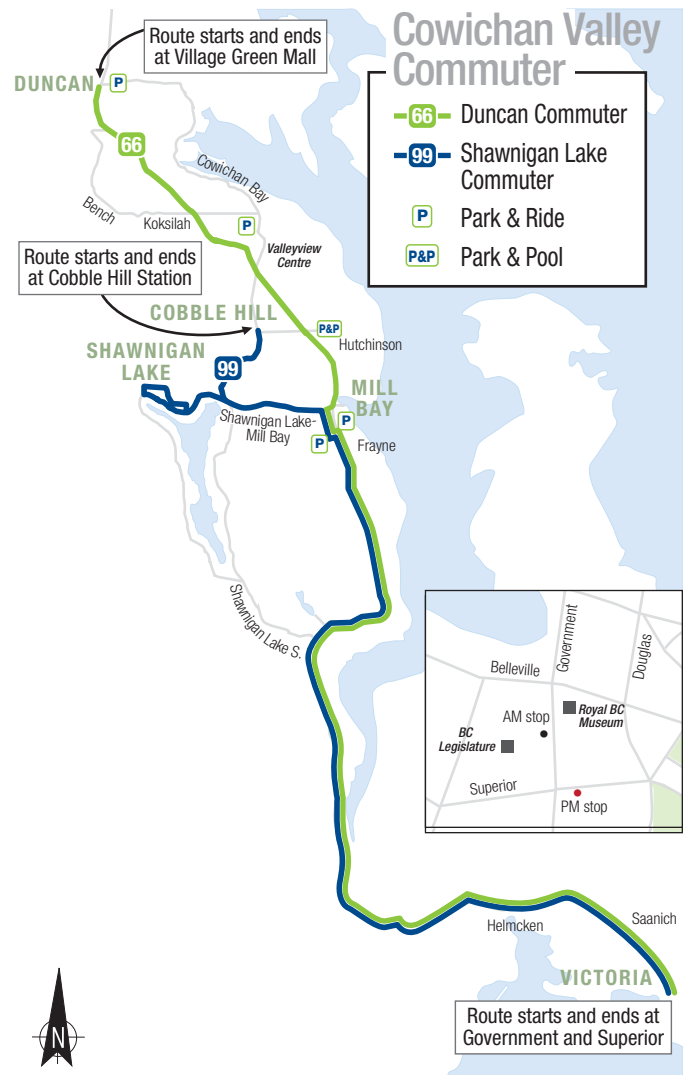 Cowichan Valley
Commuter
66 Duncan Commuter
99 Shawnigan Lake
Commuter
P Park & Ride
P&P Park & Pool
Route starts and ends
at Village Green Mall
DUNCAN
P
66
Cowichan Bay
Bench
Koksilah
P
Valleyview
Centre
Route starts and ends
at Cobble Hill Station
COBBLE HILL
P&P
Hutchinson
SHAWNIGAN
LAKE
99
MILL
BAY
Shawnigan Lake-
Mill Bay
P
P
Frayne
Shawnigan Lake S.
Belleville
Government
Douglas
Royal BC
Museum
AM stop
BC
Legislature
Superior
PM stop
Helmcken
Saanich
VICTORIA
Route starts and ends at
Government and Superior
N